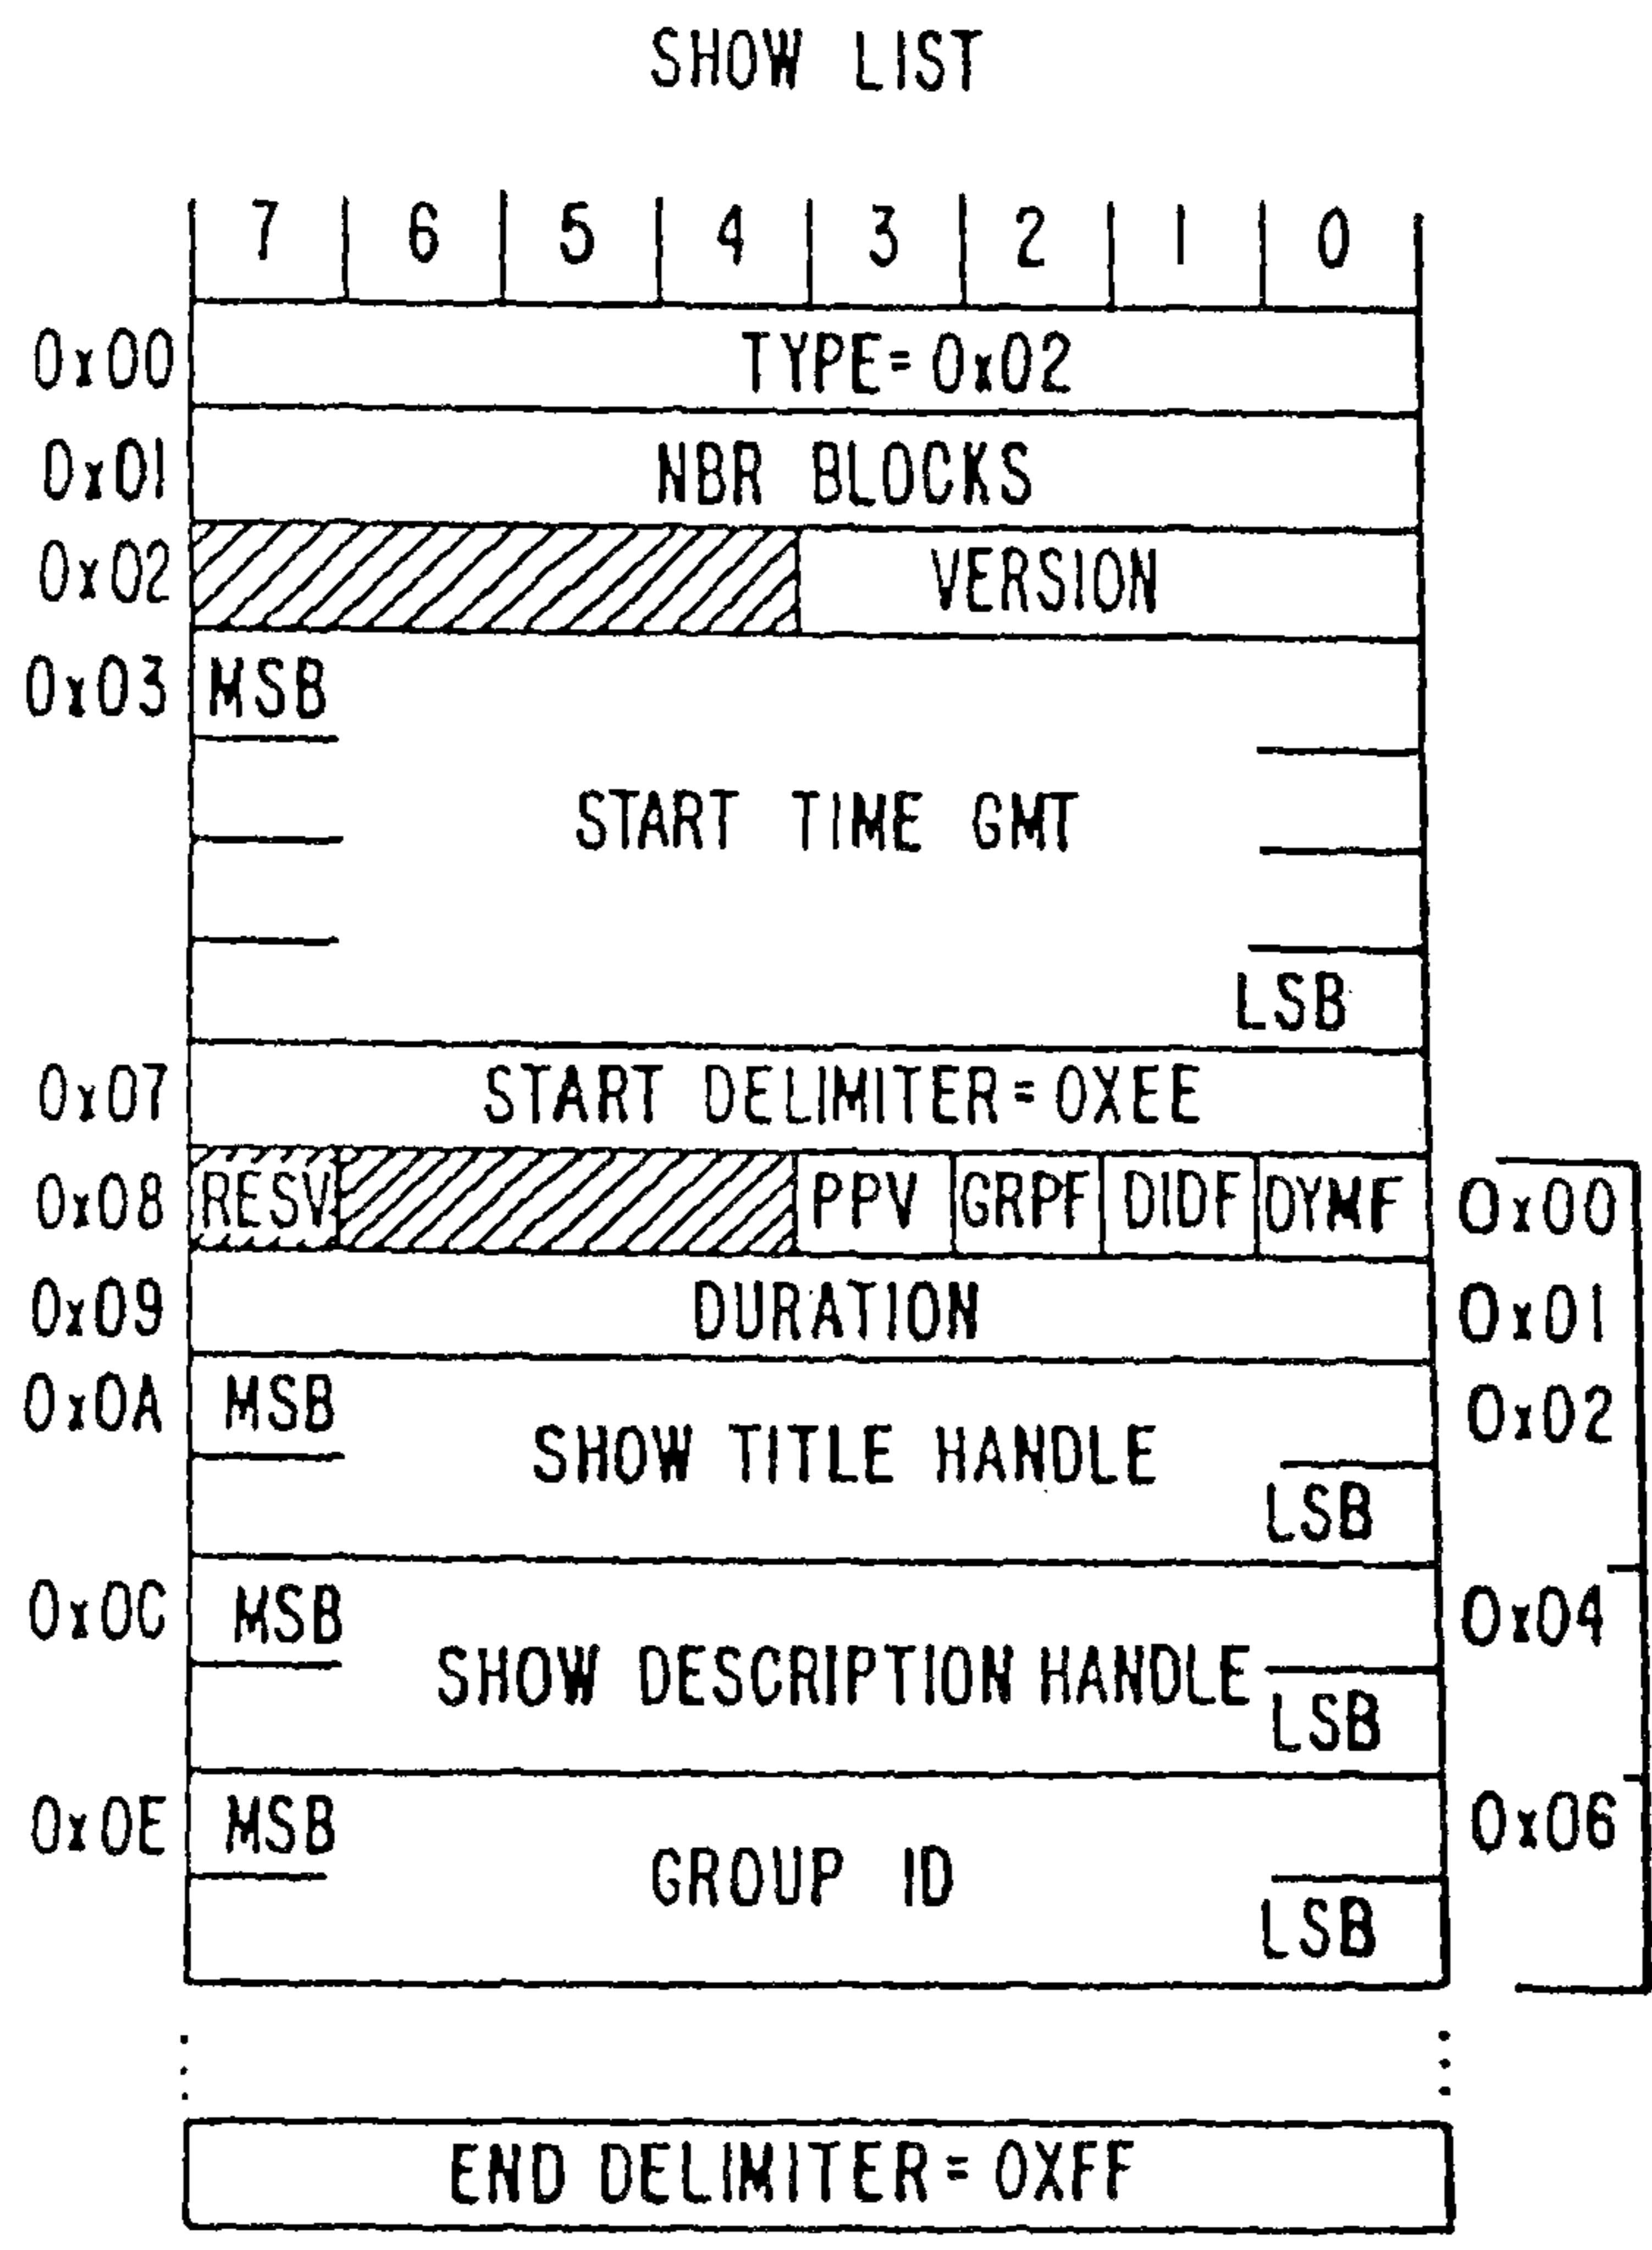 SHOW LIST
7 6 5 4 3 2 1 0
0x00 TYPE=0x02
0x01 NBR BLOCKS
0x02 VERSION
0x03 MSB
START TIME GMT
LSB
0x07 START DELIMITER=0XEE
0x08 RESV PPV GRPF DIDF DYMF 0x00
0x09 DURATION 0x01
0x0A MSB 0x02
SHOW TITLE HANDLE
LSB
0x0C MSB 0x04
SHOW DESCRIPTION HANDLE
LSB
0x0E MSB 0x06
GROUP ID
LSB
END DELIMITER=0XFF